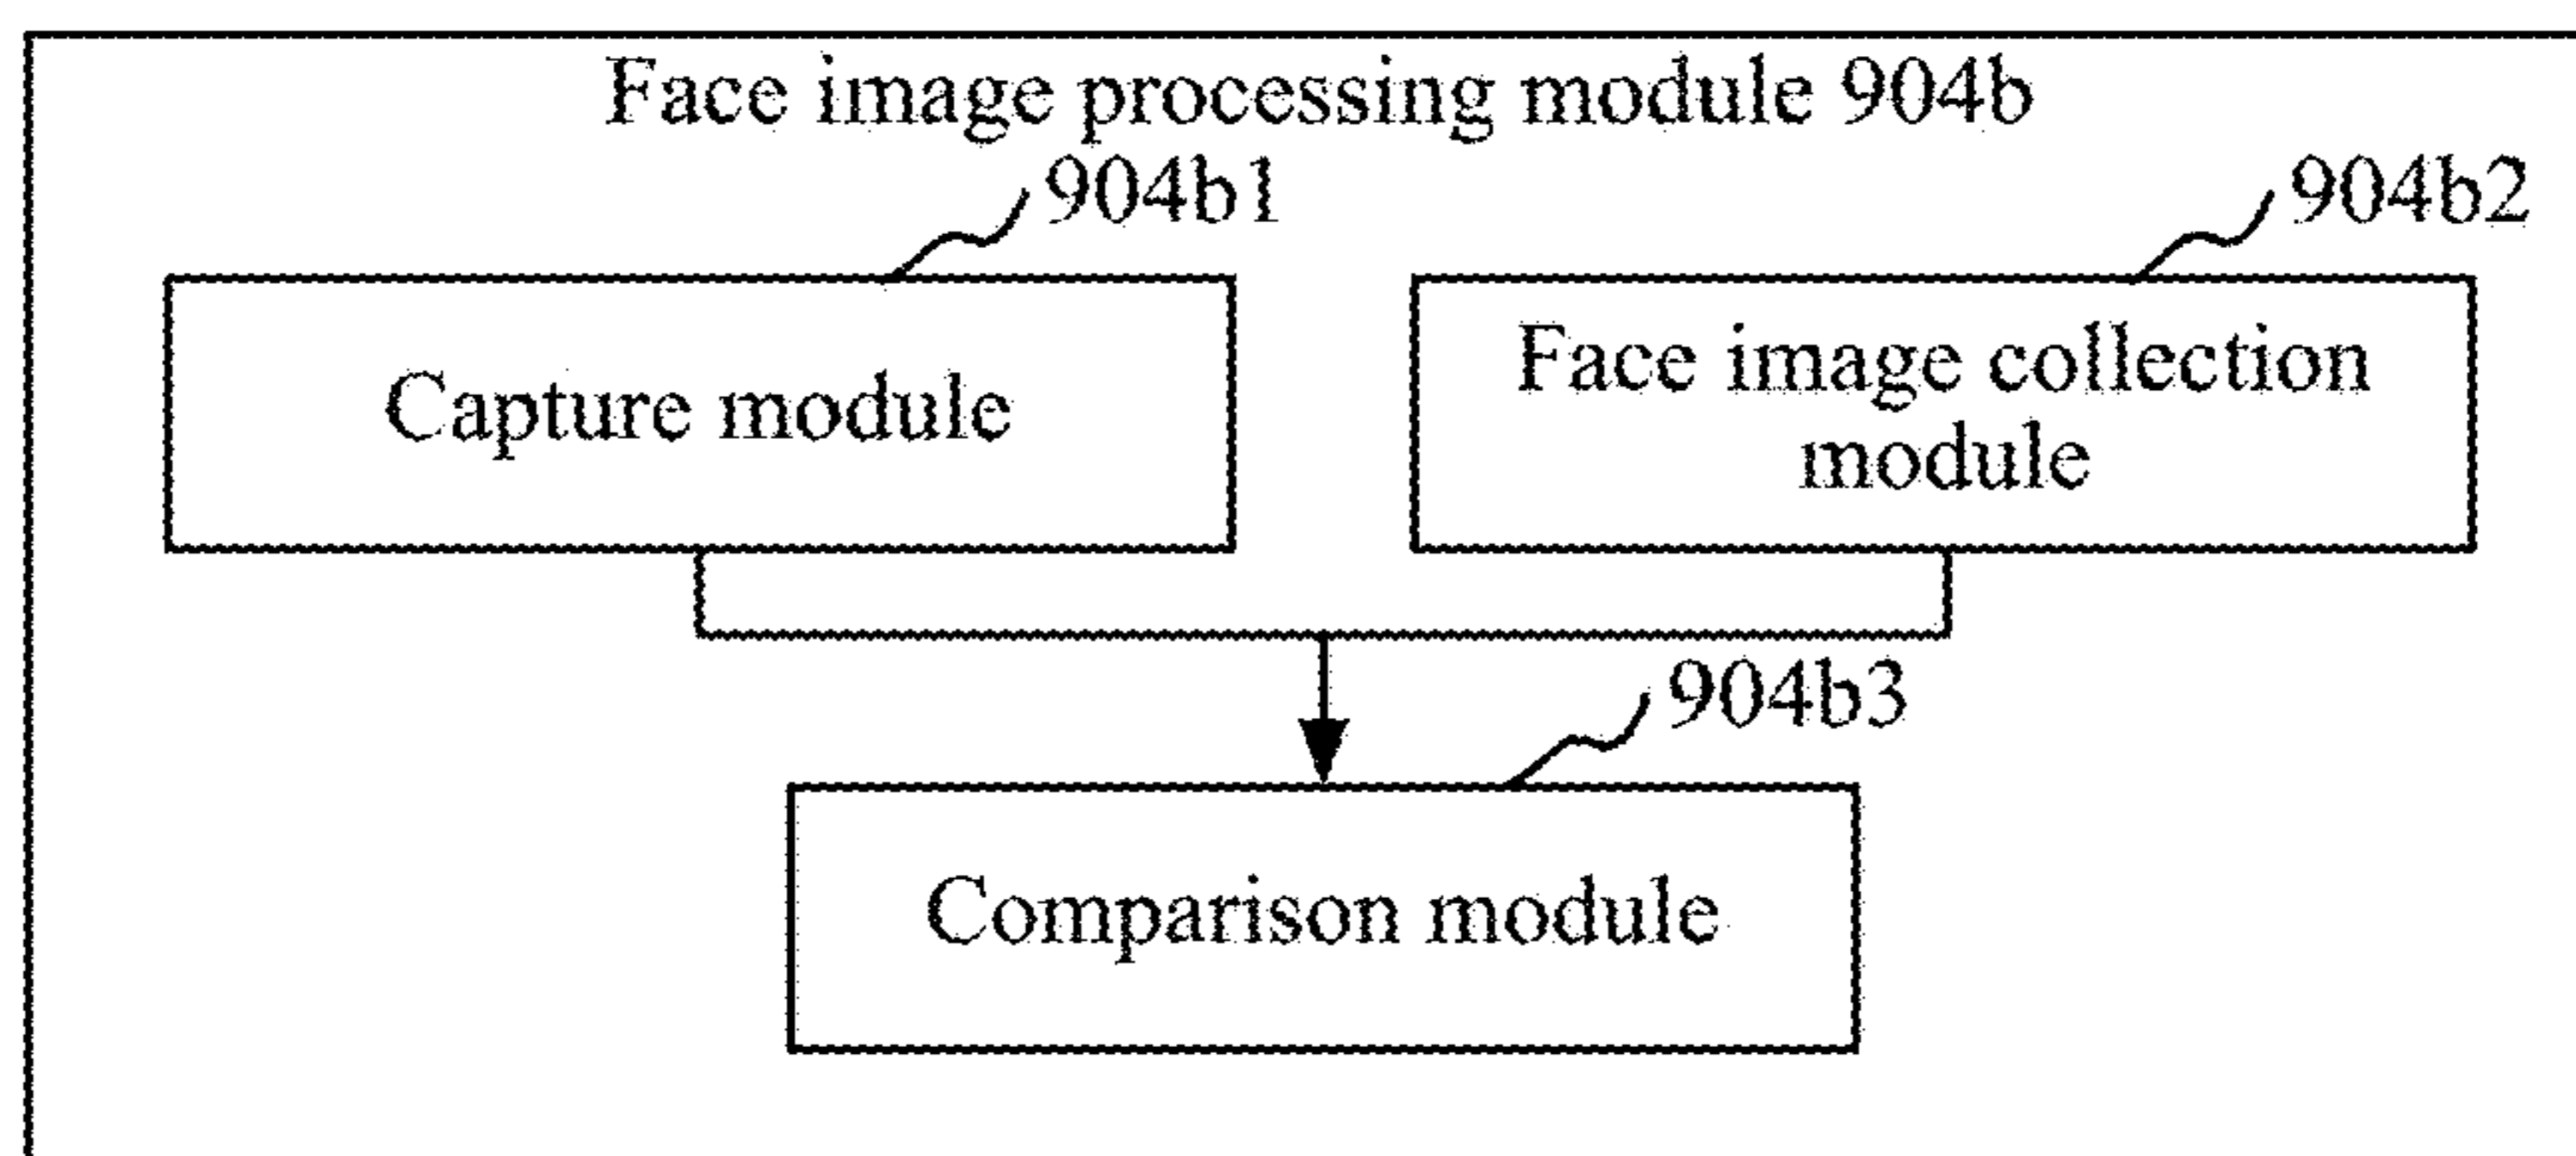 Face image processing module 904b
904b1
904b2
Capture module
Face image collection
module
904b3
Comparison module